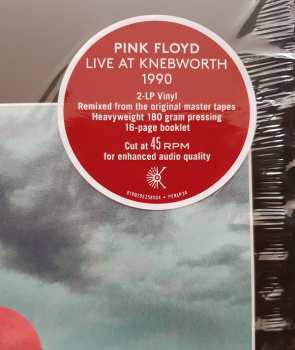 PINK FLOYD
LIVE AT KNEBWORTH
1990
2-LP Vinyl
Remixed from the original master tapes
Heavyweight 180 gram pressing
16-page booklet
Cut at 45 RPM
for enhanced audio quality